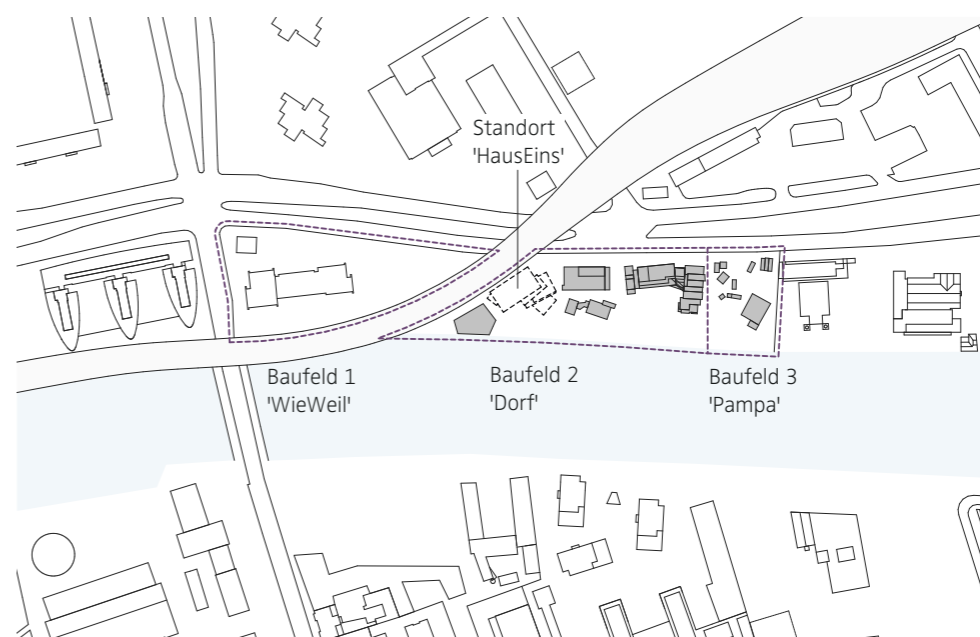 Standort
'HausEins'
Baufeld 1
'WieWeil'
Baufeld 2
'Dorf'
Baufeld 3
'Pampa'